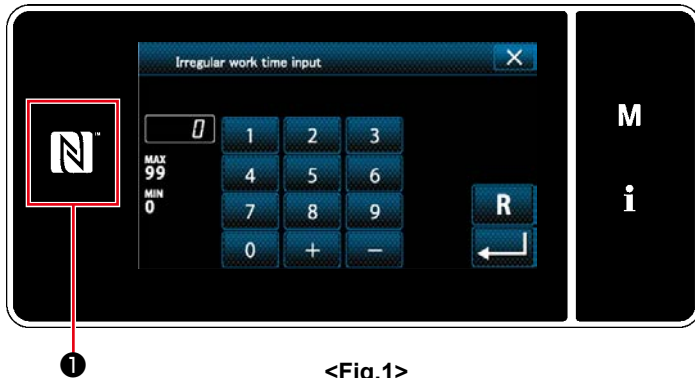 Irregular work time input
×
0
1 2 3
MAX
99
4 5 6
MIN
0
7 8 9
R
0 + −
M
i
N™
❶
<Fig.1>